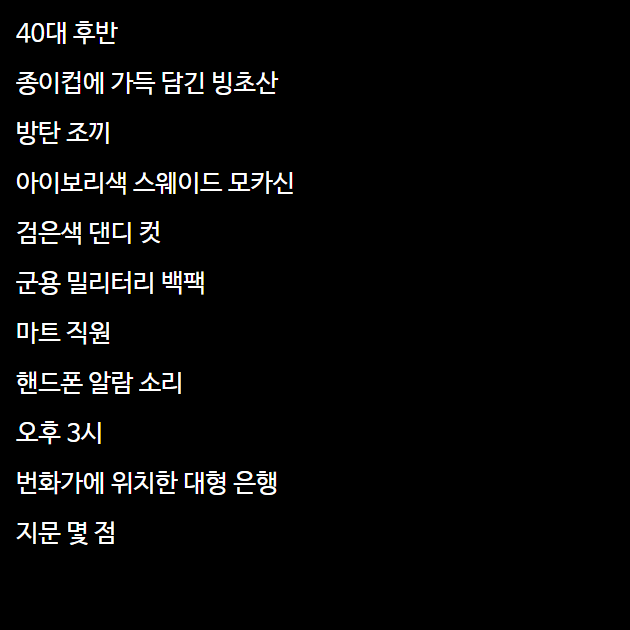 40대 후반
종이컵에 가득 담긴 빙초산
방탄 조끼
아이보리색 스웨이드 모카신
검은색 댄디 컷
군용 밀리터리 백팩
마트 직원
핸드폰 알람 소리
오후 3시
번화가에 위치한 대형 은행
지문 몇 점